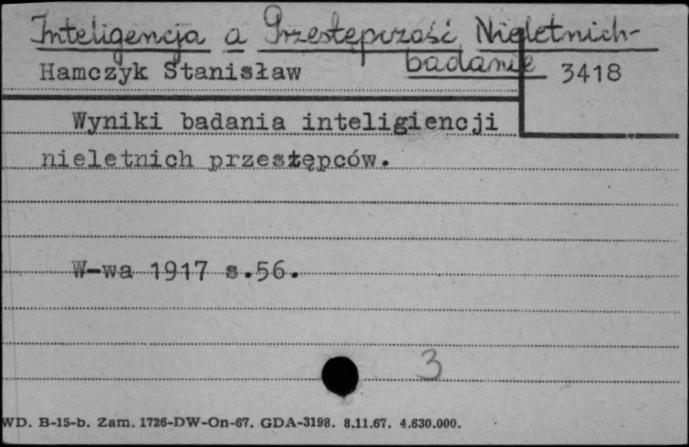 Inteligencja a Przestępczość Nieletnich-
badanie
Hamczyk Stanisław
3418
Wyniki badania inteligiencji
nieletnich przestępców.
W-wa 1917 s.56.
3
WD. B-15-b. Zam. 1726-DW-On-67. GDA-3198. 8.11.67. 4.630.000.